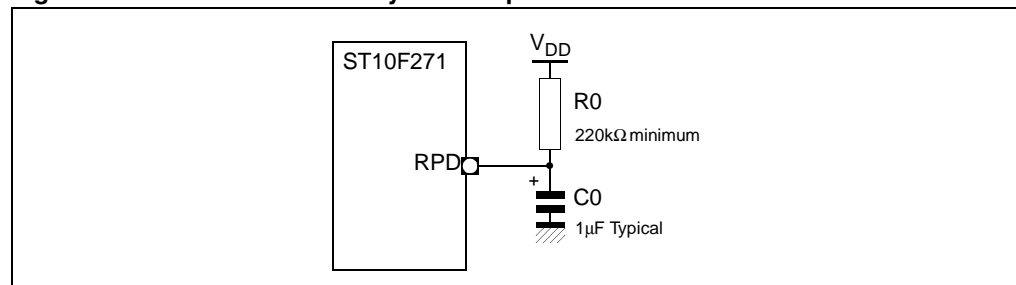 ST10F271
VDD
R0
220kΩ minimum
RPD
+
C0
1μF Typical